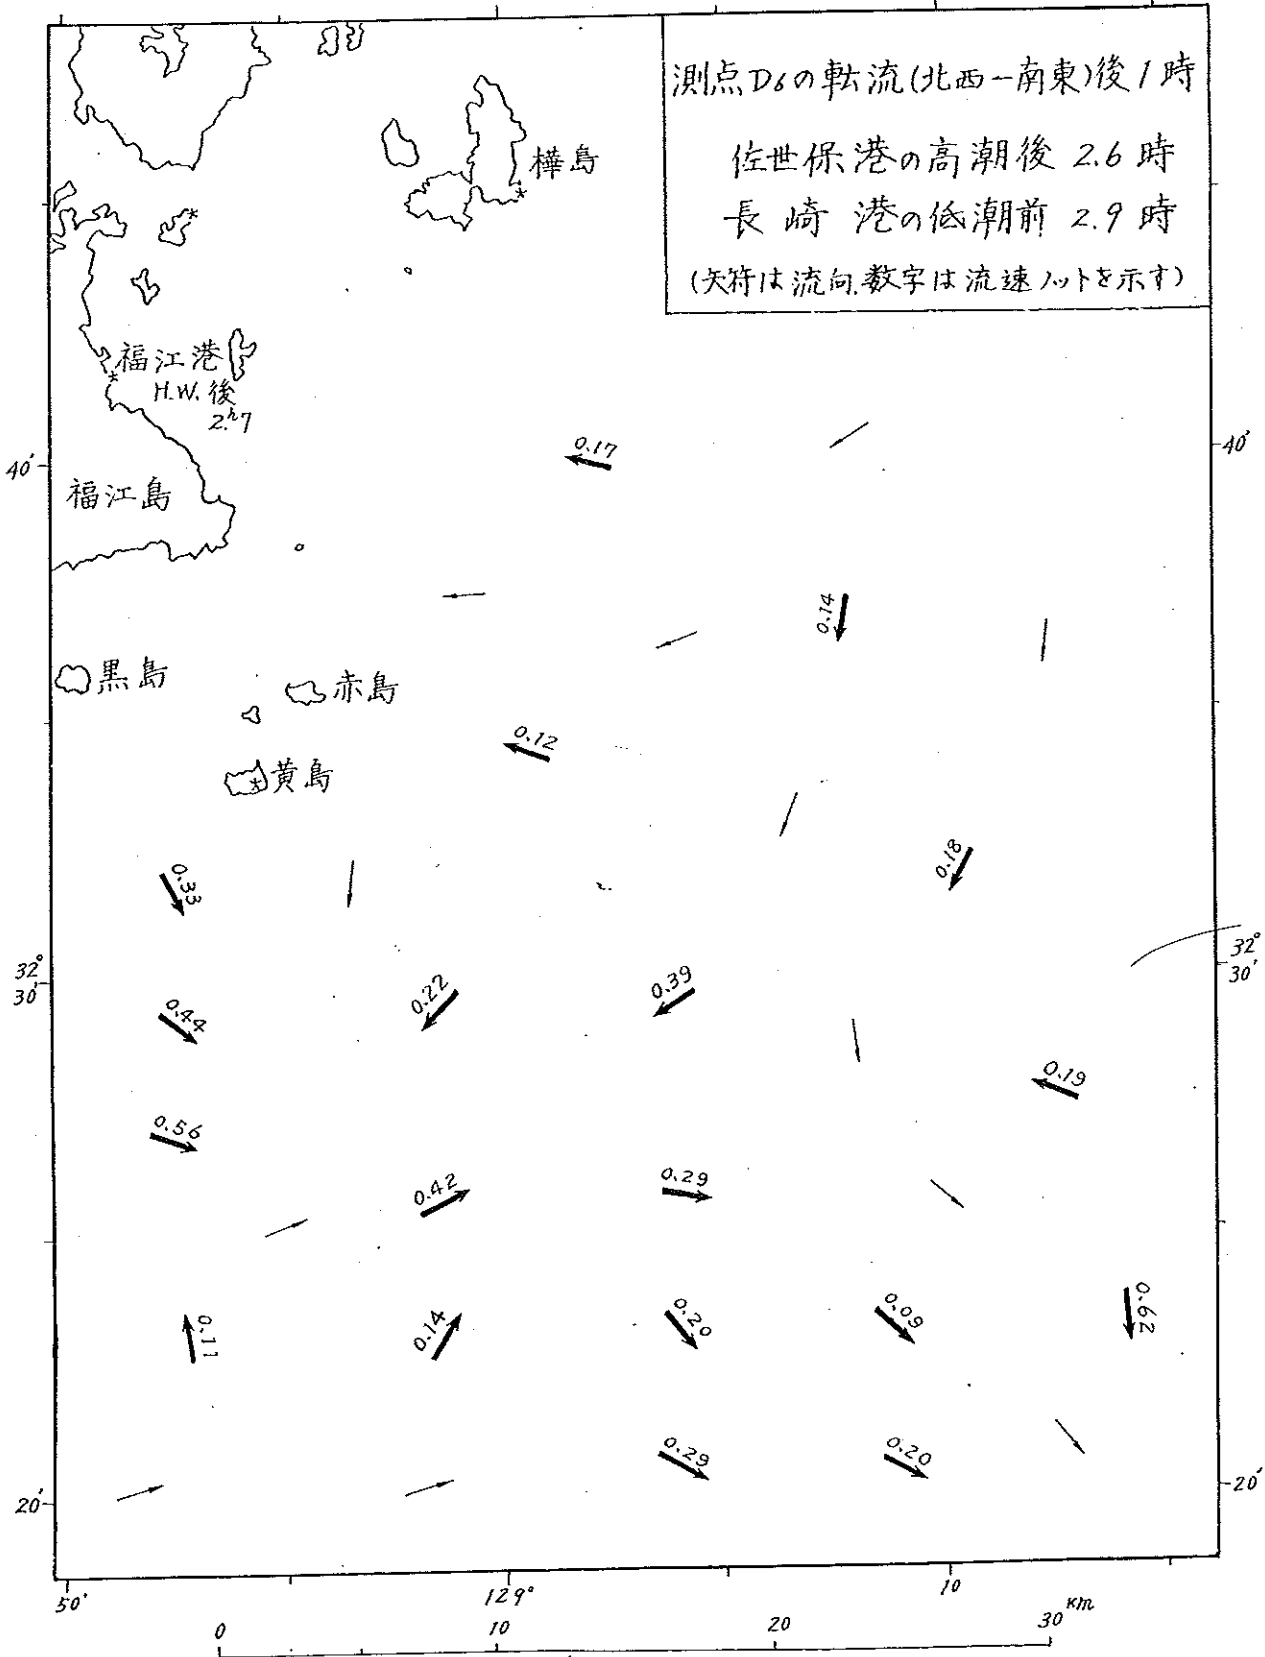 測点D6の転流(北西-南東)後1時
佐世保港の高潮後 2.6時
長崎港の低潮前 2.9時
(矢符は流向,数字は流速ノットを示す)
樺島
福江港
H.W.後
2.ʰ7
40′
40′
0.17
福江島
0.14
黒島
赤島
0.12
黄島
0.18
0.33
32°
30′
32°
30′
0.22
0.39
0.44
0.19
0.56
0.42
0.29
0.11
0.14
0.20
0.09
0.62
0.29
0.20
20′
20′
50′
129°
10
0
10
20
30
km